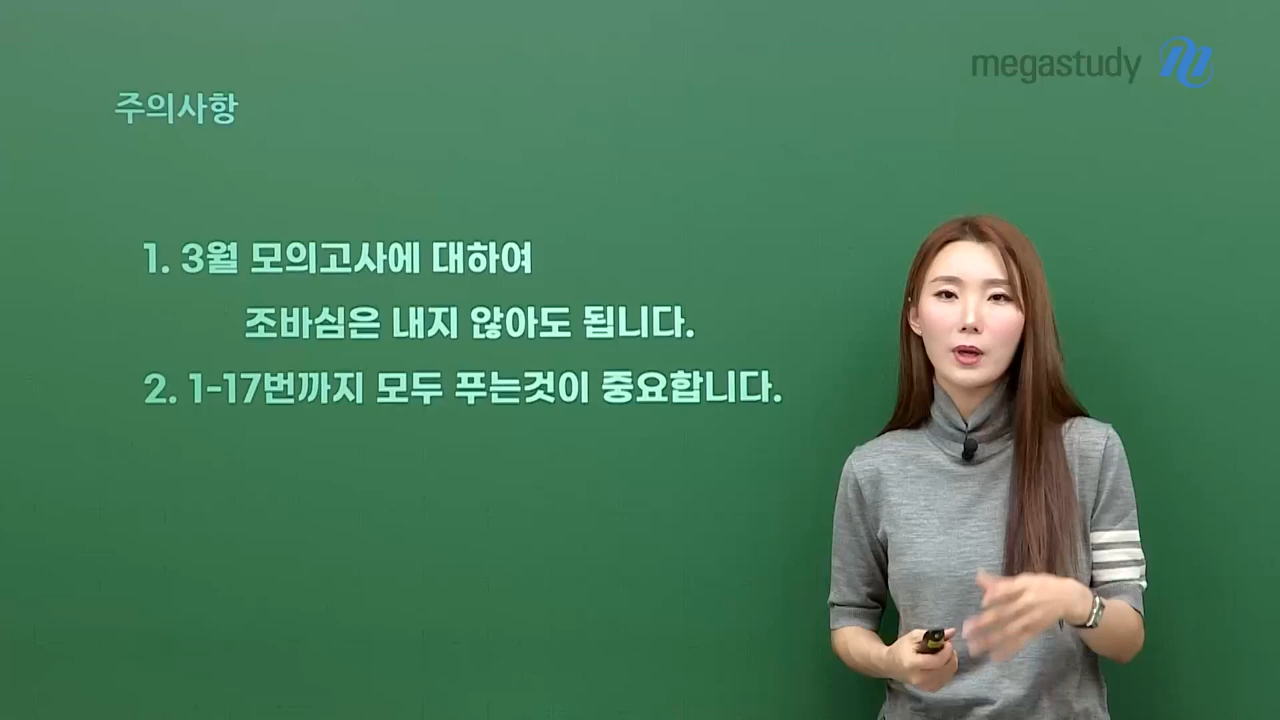 megastudy
주의사항
1. 3월 모의고사에 대하여
조바심은 내지 않아도 됩니다.
2. 1-17번까지 모두 푸는것이 중요합니다.